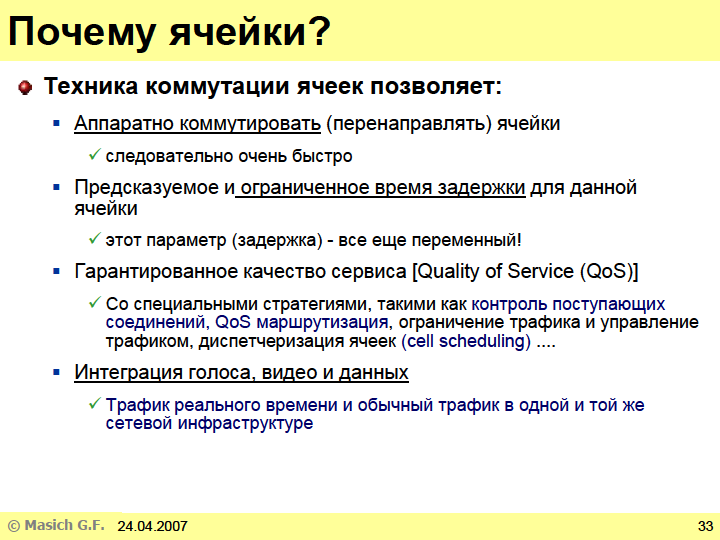 Почему ячейки?
Техника коммутации ячеек позволяет:
Аппаратно коммутировать (перенаправлять) ячейки
следовательно очень быстро
Предсказуемое и ограниченное время задержки для данной
ячейки
этот параметр (задержка) - все еще переменный!
Гарантированное качество сервиса [Quality of Service (QoS)]
Со специальными стратегиями, такими как контроль поступающих
соединений, QoS маршрутизация, ограничение трафика и управление
трафиком, диспетчеризация ячеек (cell scheduling) ....
Интеграция голоса, видео и данных
Трафик реального времени и обычный трафик в одной и той же
сетевой инфраструктуре
© Masich G.F. 24.04.2007 33